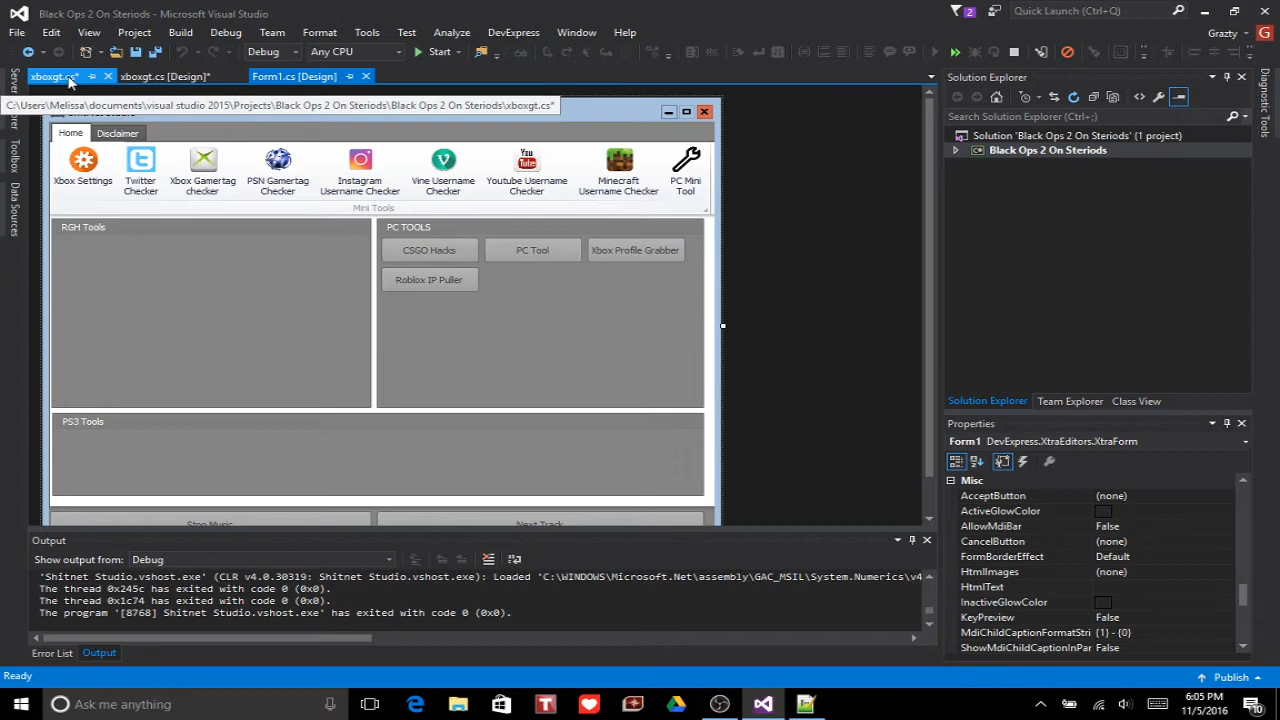 Black Ops 2 On Steriods - Microsoft Visual Studio
2
Quick Launch (Ctrl+;)
File Edit View Project Build Debug Team Format Tools Test Analyze DevExpress Window Help
Grazty G
Debug Any CPU Start
xboxgt.cs* xboxgt.cs [Design]* Form1.cs [Design]
C:\Users\Melissa\documents\visual studio 2015\Projects\Black Ops 2 On Steriods\Black Ops 2 On Steriods\xboxgt.cs*
Home Disclaimer
Xbox Settings
Twitter Checker
Xbox Gamertag checker
PSN Gamertag Checker
Instagram Username Checker
Vine Username Checker
You Tube
Youtube Username Checker
Minecraft Username Checker
PC Mini Tool
Mini Tools
RGH Tools
PC TOOLS
CSGO Hacks PC Tool Xbox Profile Grabber
Roblox IP Puller
PS3 Tools
Stop Music Next Track
Toolbox
Data Sources
Output
Show output from: Debug
'Shitnet Studio.vshost.exe' (CLR v4.0.30319: Shitnet Studio.vshost.exe): Loaded 'C:\WINDOWS\Microsoft.Net\assembly\GAC_MSIL\System.Numerics\v4
The thread 0x245c has exited with code 0 (0x0).
The thread 0x1c74 has exited with code 0 (0x0).
The program '[8768] Shitnet Studio.vshost.exe' has exited with code 0 (0x0).
Error List Output
Solution Explorer
Search Solution Explorer (Ctrl+;)
Solution 'Black Ops 2 On Steriods' (1 project)
Black Ops 2 On Steriods
Solution Explorer Team Explorer Class View
Diagnostic Tools
Properties
Form1 DevExpress.XtraEditors.XtraForm
Misc
AcceptButton (none)
ActiveGlowColor
AllowMdiBar False
CancelButton (none)
FormBorderEffect Default
HtmlImages (none)
HtmlText
InactiveGlowColor
KeyPreview False
MdiChildCaptionFormatStri {1} - {0}
ShowMdiChildCaptionInPar False
Ready
Publish
Ask me anything
6:05 PM
11/5/2016
10